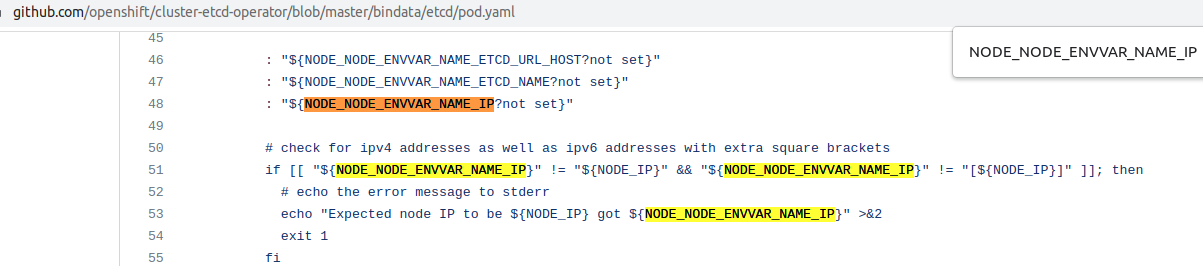 github.com/openshift/cluster-etcd-operator/blob/master/bindata/etcd/pod.yaml
NODE_NODE_ENVVAR_NAME_IP
45
46 : "${NODE_NODE_ENVVAR_NAME_ETCD_URL_HOST?not set}"
47 : "${NODE_NODE_ENVVAR_NAME_ETCD_NAME?not set}"
48 : "${NODE_NODE_ENVVAR_NAME_IP?not set}"
49
50 # check for ipv4 addresses as well as ipv6 addresses with extra square brackets
51 if [[ "${NODE_NODE_ENVVAR_NAME_IP}" != "${NODE_IP}" && "${NODE_NODE_ENVVAR_NAME_IP}" != "[${NODE_IP}]" ]]; then
52 # echo the error message to stderr
53 echo "Expected node IP to be ${NODE_IP} got ${NODE_NODE_ENVVAR_NAME_IP}" >&2
54 exit 1
55 fi